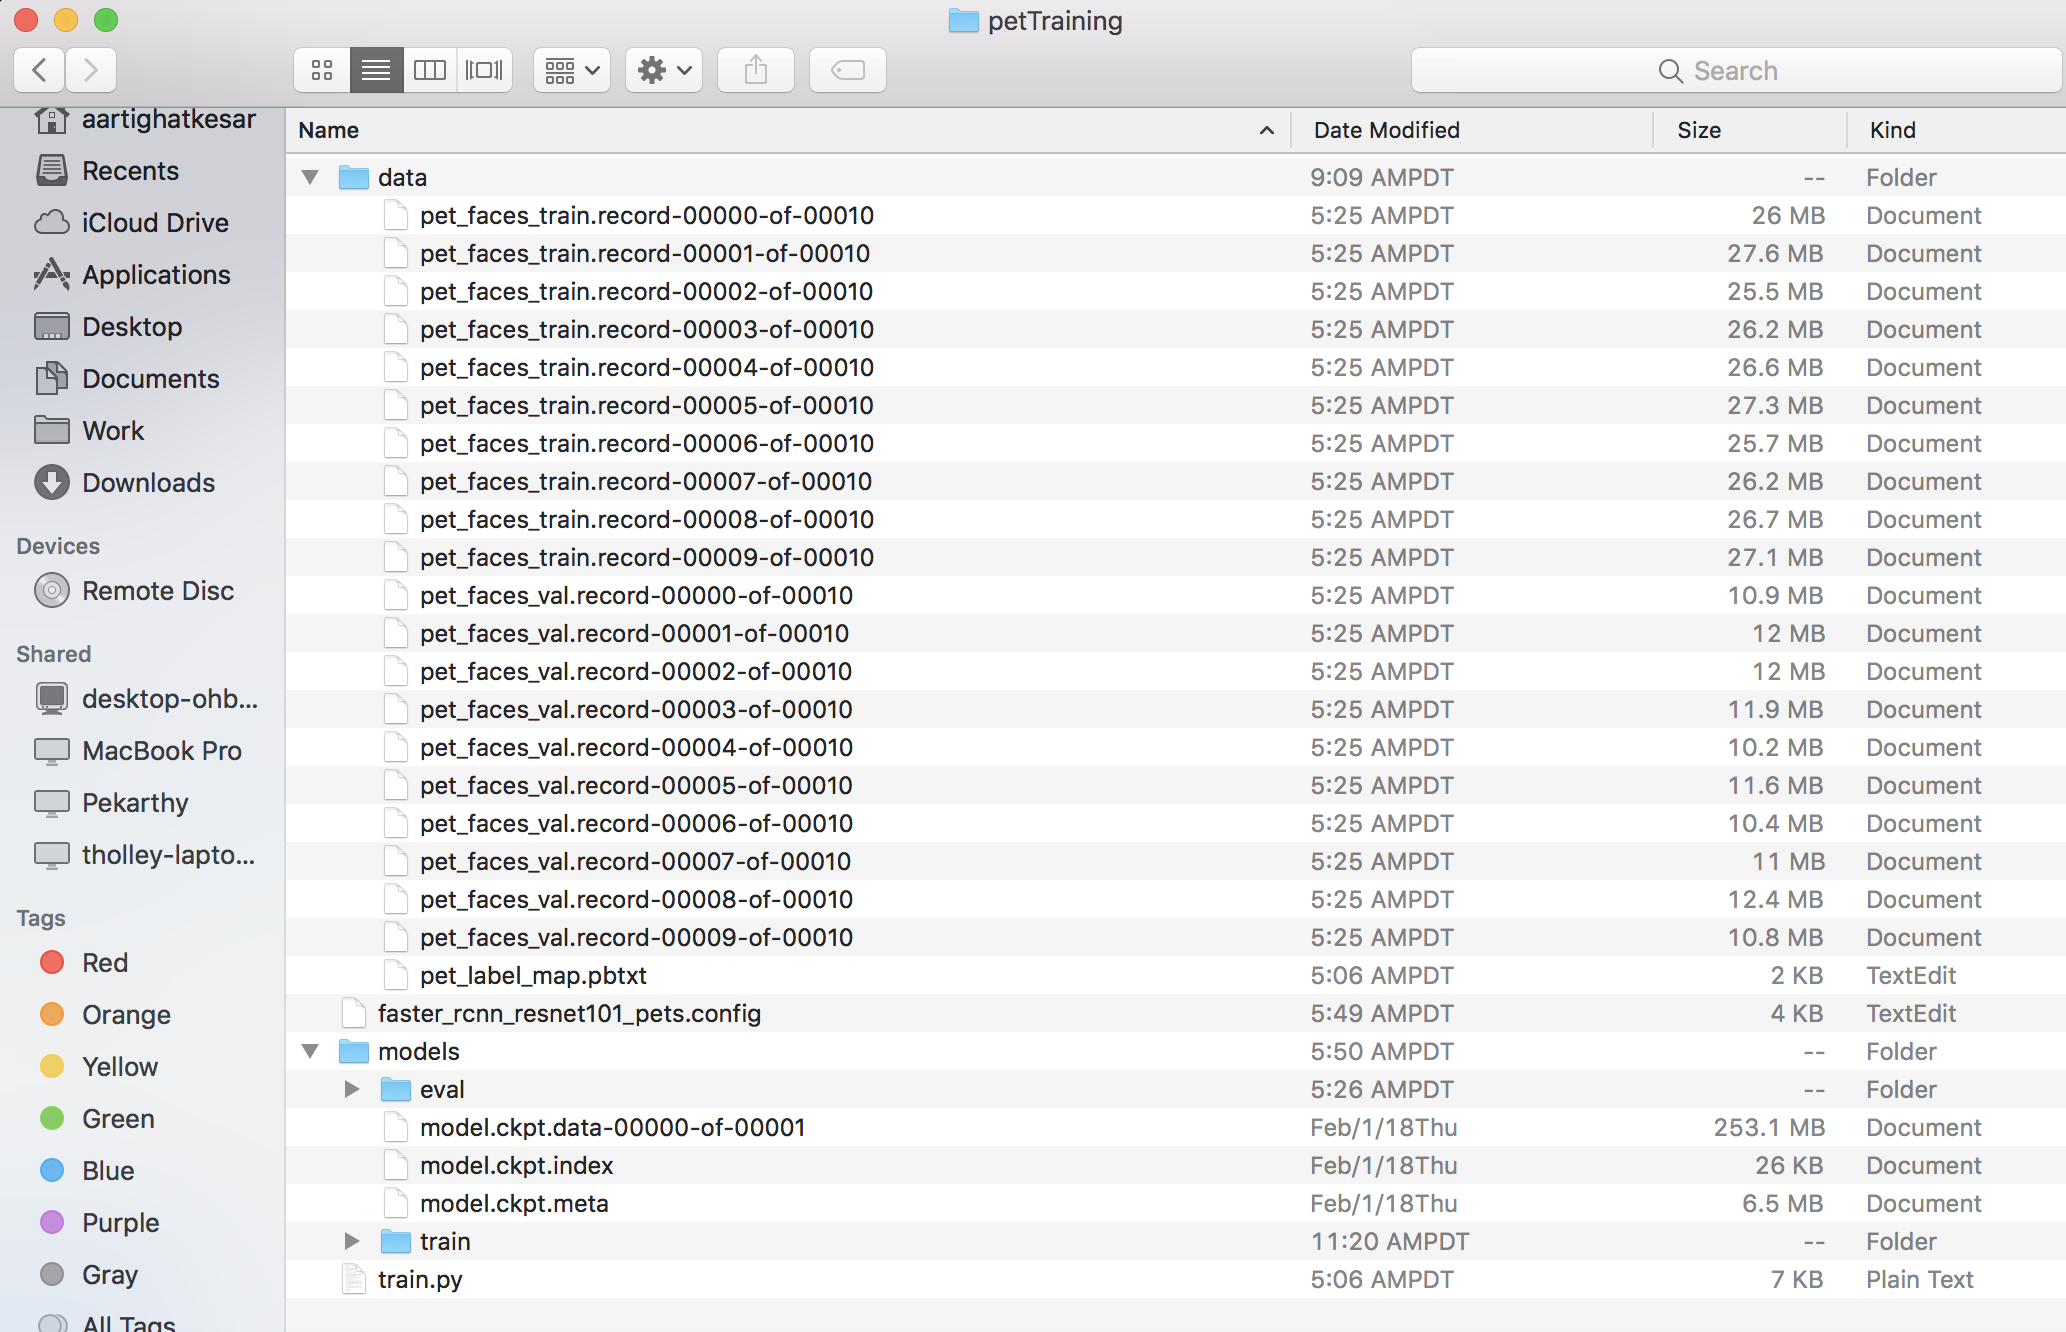 petTraining
Search
aartighatkesar
Recents
iCloud Drive
Applications
Desktop
Documents
Work
Downloads
Devices
Remote Disc
Shared
desktop-ohb...
MacBook Pro
Pekarthy
tholley-lapto...
Tags
Red
Orange
Yellow
Green
Blue
Purple
Gray
All Tags
Name Date Modified Size Kind
data 9:09 AMPDT -- Folder
pet_faces_train.record-00000-of-00010 5:25 AMPDT 26 MB Document
pet_faces_train.record-00001-of-00010 5:25 AMPDT 27.6 MB Document
pet_faces_train.record-00002-of-00010 5:25 AMPDT 25.5 MB Document
pet_faces_train.record-00003-of-00010 5:25 AMPDT 26.2 MB Document
pet_faces_train.record-00004-of-00010 5:25 AMPDT 26.6 MB Document
pet_faces_train.record-00005-of-00010 5:25 AMPDT 27.3 MB Document
pet_faces_train.record-00006-of-00010 5:25 AMPDT 25.7 MB Document
pet_faces_train.record-00007-of-00010 5:25 AMPDT 26.2 MB Document
pet_faces_train.record-00008-of-00010 5:25 AMPDT 26.7 MB Document
pet_faces_train.record-00009-of-00010 5:25 AMPDT 27.1 MB Document
pet_faces_val.record-00000-of-00010 5:25 AMPDT 10.9 MB Document
pet_faces_val.record-00001-of-00010 5:25 AMPDT 12 MB Document
pet_faces_val.record-00002-of-00010 5:25 AMPDT 12 MB Document
pet_faces_val.record-00003-of-00010 5:25 AMPDT 11.9 MB Document
pet_faces_val.record-00004-of-00010 5:25 AMPDT 10.2 MB Document
pet_faces_val.record-00005-of-00010 5:25 AMPDT 11.6 MB Document
pet_faces_val.record-00006-of-00010 5:25 AMPDT 10.4 MB Document
pet_faces_val.record-00007-of-00010 5:25 AMPDT 11 MB Document
pet_faces_val.record-00008-of-00010 5:25 AMPDT 12.4 MB Document
pet_faces_val.record-00009-of-00010 5:25 AMPDT 10.8 MB Document
pet_label_map.pbtxt 5:06 AMPDT 2 KB TextEdit
faster_rcnn_resnet101_pets.config 5:49 AMPDT 4 KB TextEdit
models 5:50 AMPDT -- Folder
eval 5:26 AMPDT -- Folder
model.ckpt.data-00000-of-00001 Feb/1/18Thu 253.1 MB Document
model.ckpt.index Feb/1/18Thu 26 KB Document
model.ckpt.meta Feb/1/18Thu 6.5 MB Document
train 11:20 AMPDT -- Folder
train.py 5:06 AMPDT 7 KB Plain Text